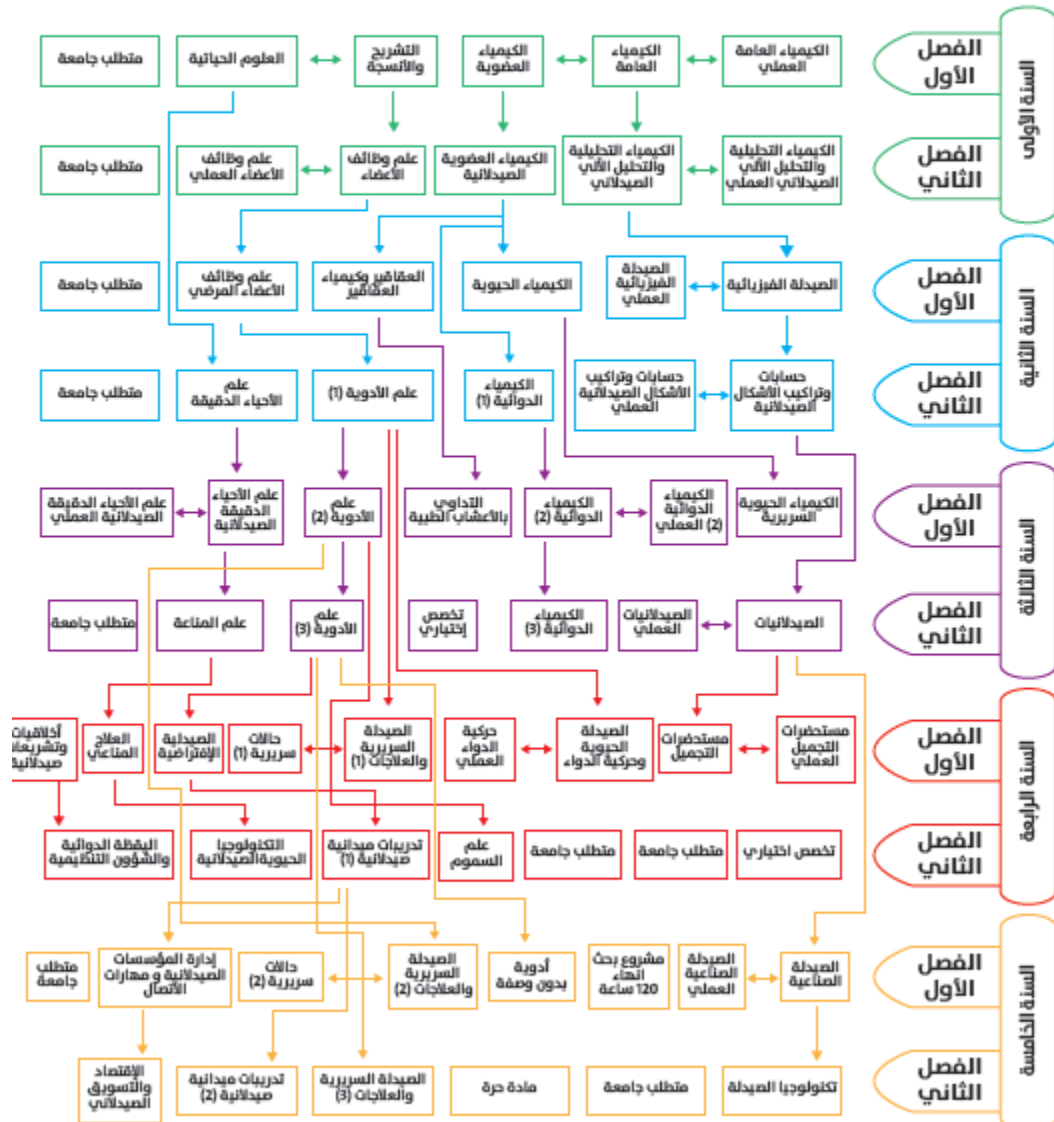 السنة الأولى
الفصل
الأول
الكيمياء العامة
العملي
الكيمياء
العامة
الكيمياء
العضوية
التشريح
والأنسجة
العلوم الحياتية
متطلب جامعة
الفصل
الثاني
الكيمياء التحليلية
والتحليل الآلي
الصيدلاني العملي
الكيمياء التحليلية
والتحليل الآلي
الصيدلاني
الكيمياء العضوية
الصيدلانية
علم وظائف
الأعضاء
علم وظائف
الأعضاء العملي
متطلب جامعة
السنة الثانية
الفصل
الأول
الصيدلة الفيزيائية
الصيدلة
الفيزيائية
العملي
الكيمياء الحيوية
العقاقير وكيمياء
العقاقير
علم وظائف
الأعضاء المرضي
متطلب جامعة
الفصل
الثاني
حسابات
وتراكيب الأشكال
الصيدلانية
حسابات وتراكيب
الأشكال الصيدلانية
العملي
الكيمياء
الدوائية (1)
علم الأدوية (1)
علم
الأحياء الدقيقة
متطلب جامعة
السنة الثالثة
الفصل
الأول
الكيمياء الحيوية
السريرية
الكيمياء
الدوائية
(2) العملي
الكيمياء
الدوائية (2)
التداوي
بالأعشاب الطبية
علم
الأدوية (2)
علم الأحياء
الدقيقة
الصيدلانية
علم الأحياء الدقيقة
الصيدلانية العملي
الفصل
الثاني
الصيدلانيات
الصيدلانيات
العملي
الكيمياء
الدوائية (3)
تخصص
إختياري
علم
الأدوية (3)
علم المناعة
متطلب جامعة
السنة الرابعة
الفصل
الأول
مستحضرات
التجميل
العملي
مستحضرات
التجميل
الصيدلة
الحيوية
وحركية الدواء
حركية
الدواء
العملي
الصيدلة
السريرية
والعلاجات (1)
حالات
سريرية (1)
الصيدلية
الإفتراضية
العلاج
المناعي
أخلاقيات
وتشريعات
صيدلانية
الفصل
الثاني
تخصص اختياري
متطلب جامعة
متطلب جامعة
علم
السموم
تدريبات ميدانية
صيدلانية (1)
التكنولوجيا
الحيوية الصيدلانية
اليقظة الدوائية
والشؤون التنظيمية
السنة الخامسة
الفصل
الأول
الصيدلة
الصناعية
الصيدلة
الصناعية
العملي
مشروع بحث
انهاء
120 ساعة
أدوية
بدون وصفة
الصيدلة
السريرية
والعلاجات (2)
حالات
سريرية (2)
إدارة المؤسسات
الصيدلانية و مهارات
الأتصال
متطلب
جامعة
الفصل
الثاني
تكنولوجيا الصيدلة
متطلب جامعة
مادة حرة
الصيدلة السريرية
والعلاجات (3)
تدريبات ميدانية
صيدلانية (2)
الإقتصاد
والتسويق
الصيدلاني